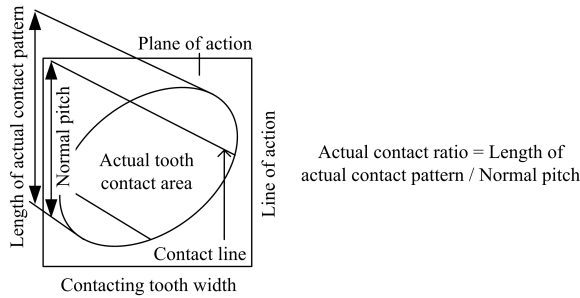 Length of actual contact pattern
Normal pitch
Plane of action
Actual tooth
contact area
Line of action
Contact line
Contacting tooth width
Actual contact ratio = Length of
actual contact pattern / Normal pitch